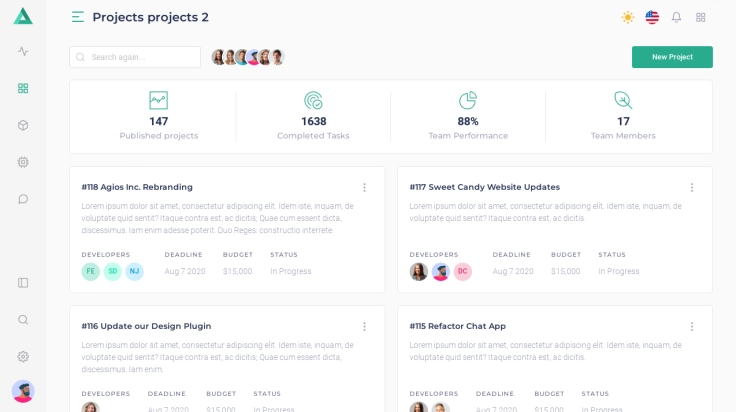 Projects projects 2
Search again...
New Project
147
Published projects
1638
Completed Tasks
88%
Team Performance
17
Team Members
#118 Agios Inc. Rebranding
Lorem ipsum dolor sit amet, consectetur adipiscing elit. Idem iste, inquam, de
voluptate quid sentit? Itaque contra est, ac dicitis; Quae cum essent dicta,
discessimus. Iam enim adesse poterit. Duo Reges: constructio interrete.
DEVELOPERS
FE
SD
NJ
DEADLINE
Aug 7 2020
BUDGET
$15,000
STATUS
In Progress
#117 Sweet Candy Website Updates
Lorem ipsum dolor sit amet, consectetur adipiscing elit. Idem iste, inquam, de
voluptate quid sentit? Itaque contra est, ac dicitis.
DEVELOPERS
DC
DEADLINE
Aug 7 2020
BUDGET
$15,000
STATUS
In Progress
#116 Update our Design Plugin
Lorem ipsum dolor sit amet, consectetur adipiscing elit. Idem iste, inquam, de
voluptate quid sentit? Itaque contra est, ac dicitis; Quae cum essent dicta,
discessimus. Iam enim.
DEVELOPERS
DEADLINE
Aug 7 2020
BUDGET
$15,000
STATUS
In Progress
#115 Refactor Chat App
Lorem ipsum dolor sit amet, consectetur adipiscing elit. Idem iste, inquam, de
voluptate quid sentit? Itaque contra est, ac dicitis.
DEVELOPERS
DEADLINE
Aug 7 2020
BUDGET
$15,000
STATUS
In Progress